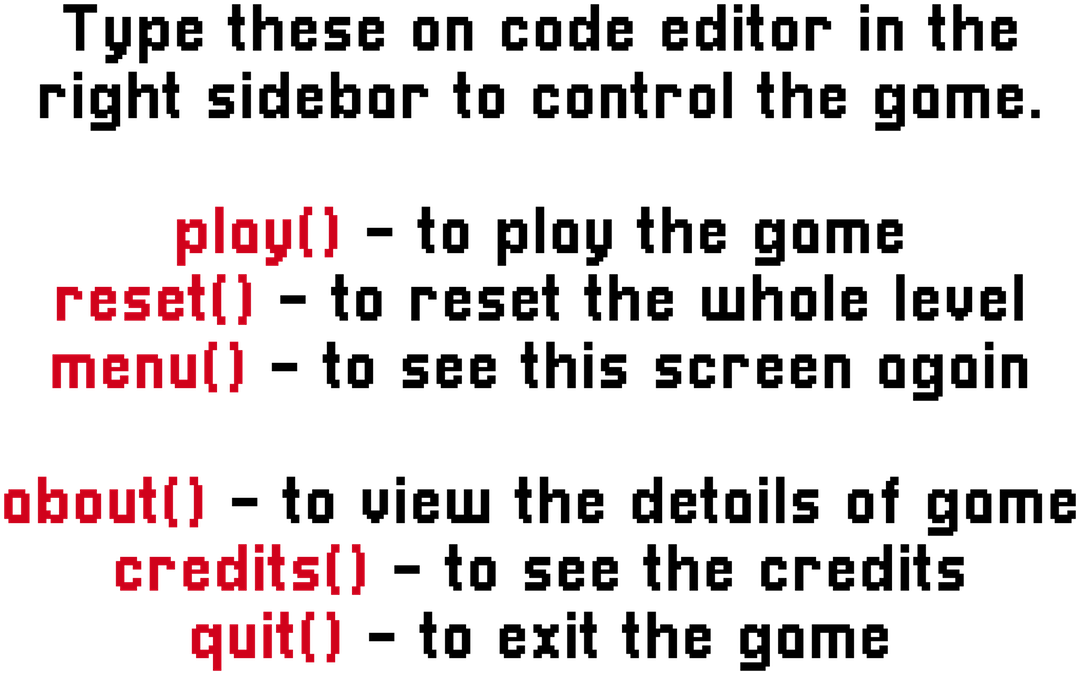 Type these on code editor in the
right sidebar to control the game.
play() - to play the game
reset() - to reset the whole level
menu() - to see this screen again
about() - to view the details of game
credits() - to see the credits
quit() - to exit the game